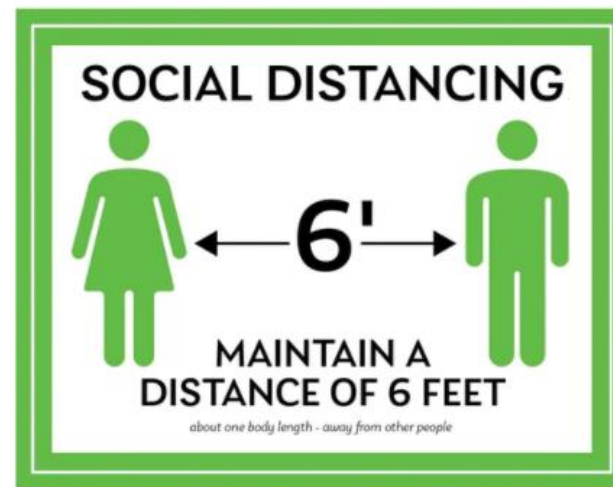 SOCIAL DISTANCING
6'
MAINTAIN A
DISTANCE OF 6 FEET
about one body length - away from other people